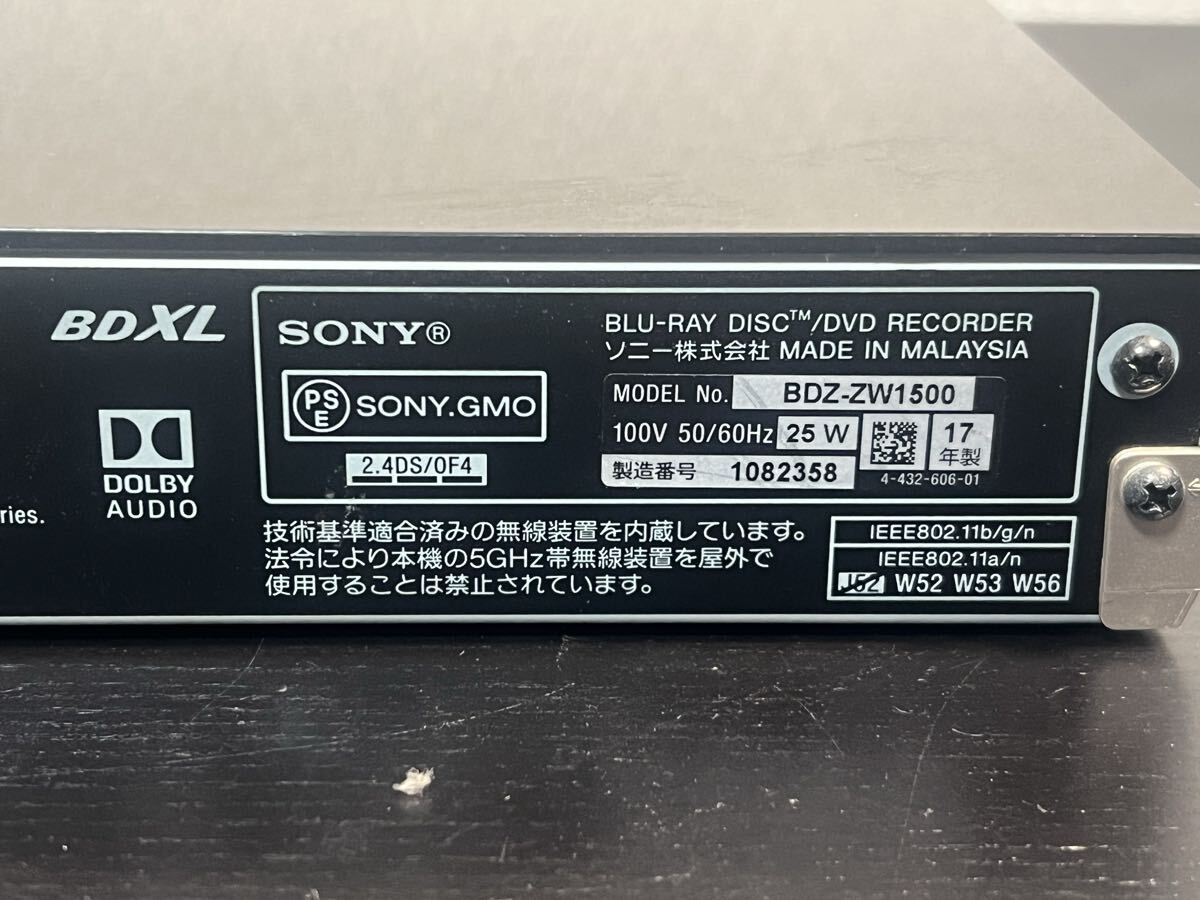 BDXL
DOLBY
AUDIO
ries.
SONY®
PSE SONY.GMO
2.4DS/OF4
BLU-RAY DISC™/DVD RECORDER
ソニー株式会社 MADE IN MALAYSIA
MODEL No. BDZ-ZW1500
100V 50/60Hz 25 W
17
年製
製造番号 1082358
4-432-606-01
技術基準適合済みの無線装置を内蔵しています。
法令により本機の5GHz帯無線装置を屋外で
使用することは禁止されています。
IEEE802.11b/g/n
IEEE802.11a/n
J52 W52 W53 W56